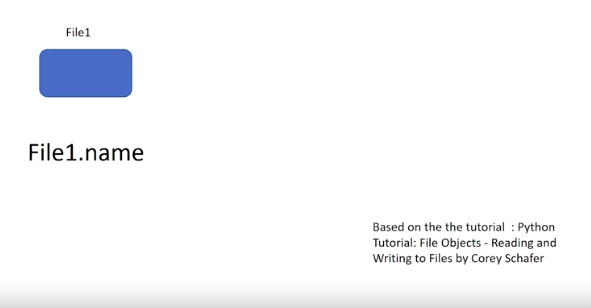 File1
File1.name
Based on the the tutorial : Python
Tutorial: File Objects - Reading and
Writing to Files by Corey Schafer